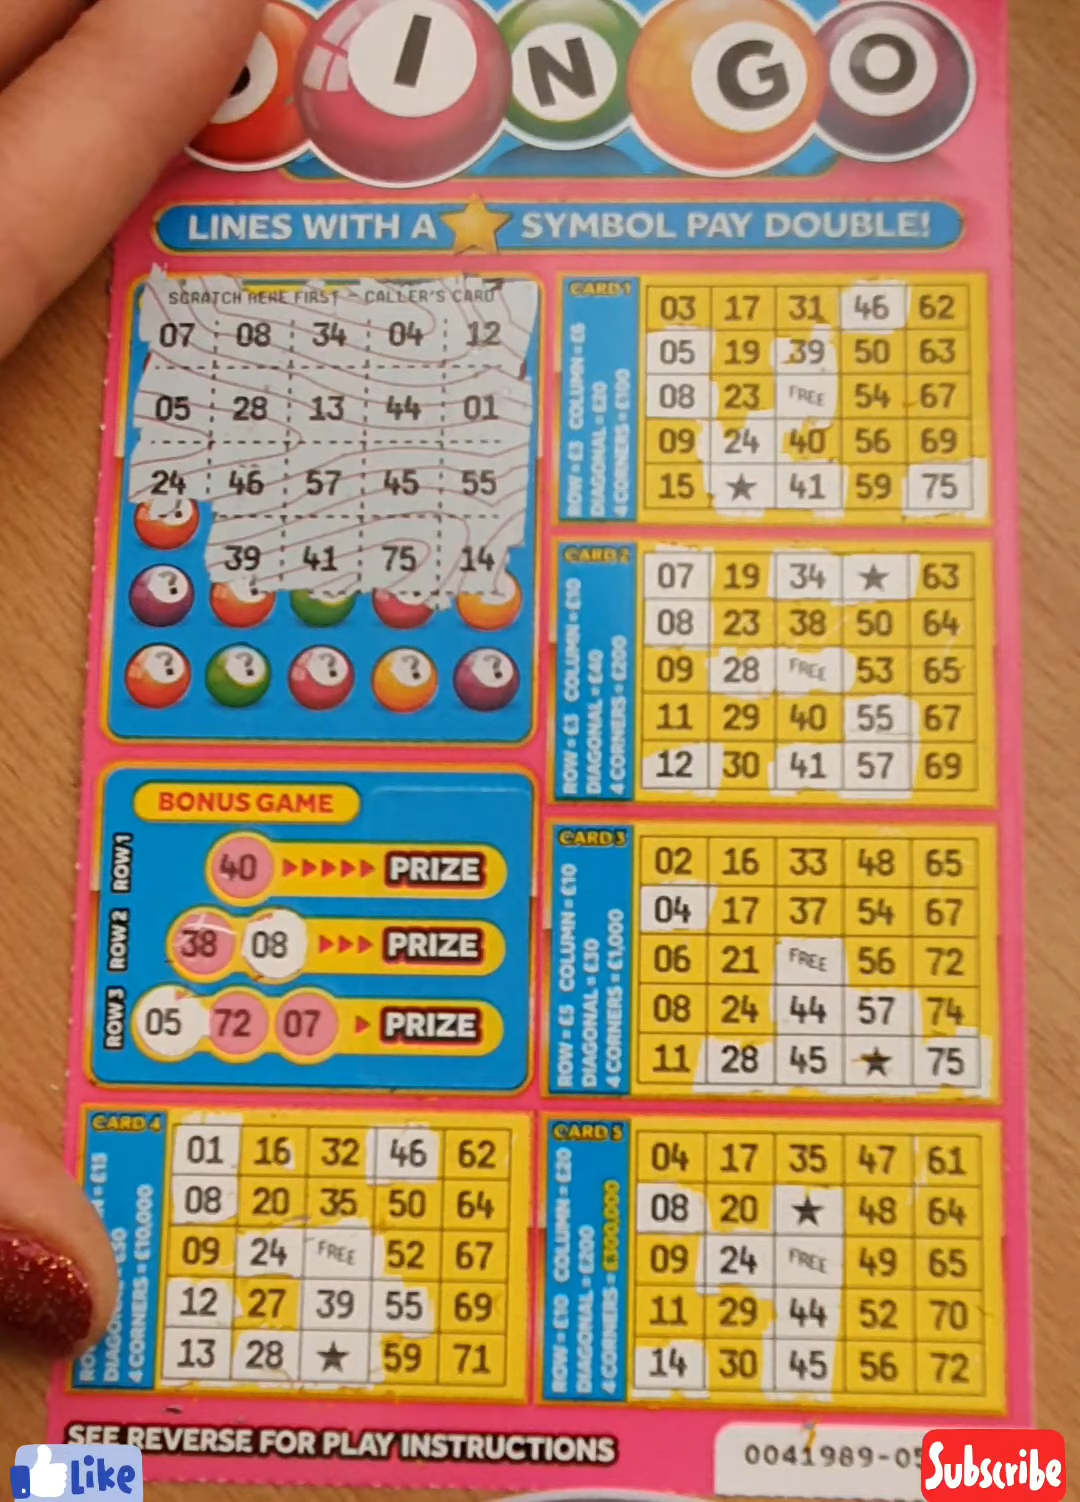 I N G O
LINES WITH A SYMBOL PAY DOUBLE!
SCRATCH HERE FIRST - CALLER'S CARD
07 08 34 04 12
05 28 13 44 01
24 46 57 45 55
39 41 75 14
? ? ? ? ?
? ? ? ? ?
CARD 1
ROW = £3 COLUMN = £6
DIAGONAL = £20
4 CORNERS = £100
03 17 31 46 62
05 19 39 50 63
08 23 FREE 54 67
09 24 40 56 69
15 ★ 41 59 75
CARD 2
ROW = £3 COLUMN = £10
DIAGONAL = £40
4 CORNERS = £200
07 19 34 ★ 63
08 23 38 50 64
09 28 FREE 53 65
11 29 40 55 67
12 30 41 57 69
BONUS GAME
ROW 1
40 PRIZE
ROW 2
38 08 PRIZE
ROW 3
05 72 07 PRIZE
CARD 3
ROW = £5 COLUMN = £10
DIAGONAL = £30
4 CORNERS = £1,000
02 16 33 48 65
04 17 37 54 67
06 21 FREE 56 72
08 24 44 57 74
11 28 45 ★ 75
CARD 4
= £15
4 CORNERS = £10,000
01 16 32 46 62
08 20 35 50 64
09 24 FREE 52 67
12 27 39 55 69
13 28 ★ 59 71
CARD 5
ROW = £10 COLUMN = £20
DIAGONAL = £200
4 CORNERS = £300,000
04 17 35 47 61
08 20 ★ 48 64
09 24 FREE 49 65
11 29 44 52 70
14 30 45 56 72
SEE REVERSE FOR PLAY INSTRUCTIONS
0041989-05
Like
Subscribe